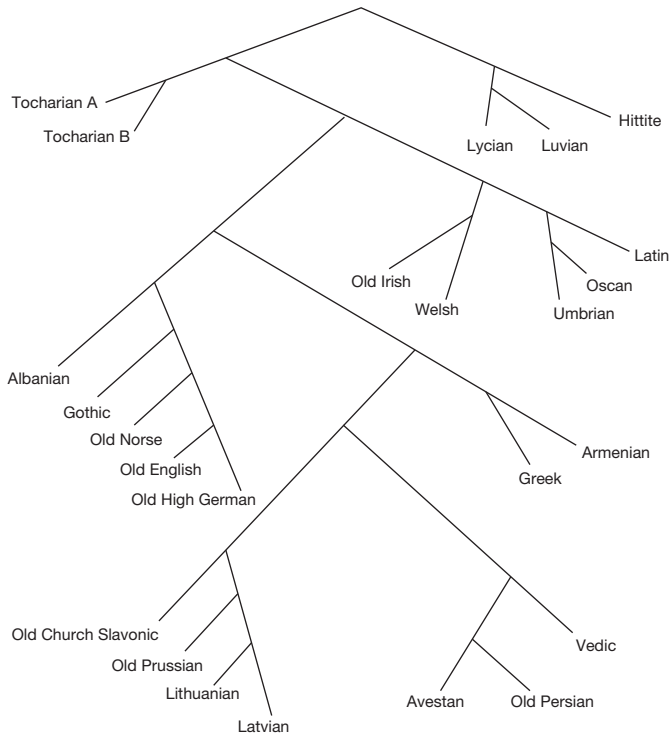 Tocharian A
Tocharian B
Hittite
Lycian
Luvian
Latin
Old Irish
Oscan
Welsh
Umbrian
Albanian
Gothic
Old Norse
Old English
Old High German
Armenian
Greek
Old Church Slavonic
Old Prussian
Lithuanian
Latvian
Vedic
Avestan
Old Persian